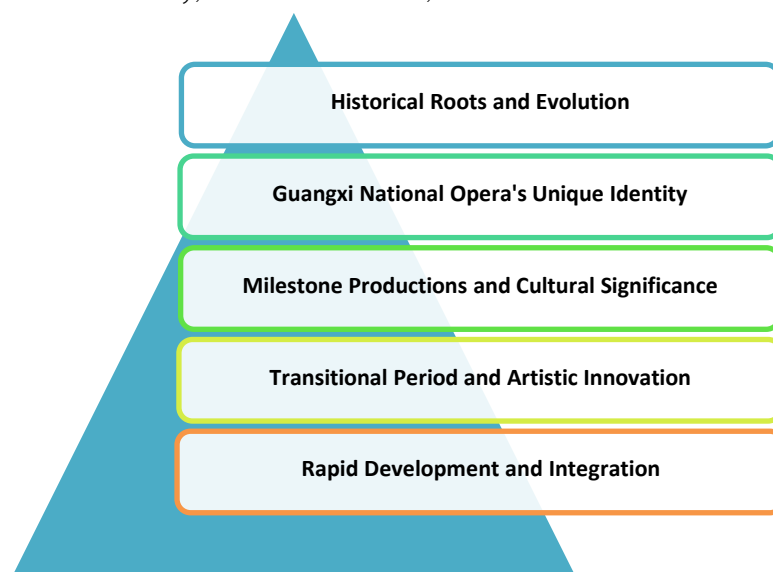 Historical Roots and Evolution
Guangxi National Opera's Unique Identity
Milestone Productions and Cultural Significance
Transitional Period and Artistic Innovation
Rapid Development and Integration